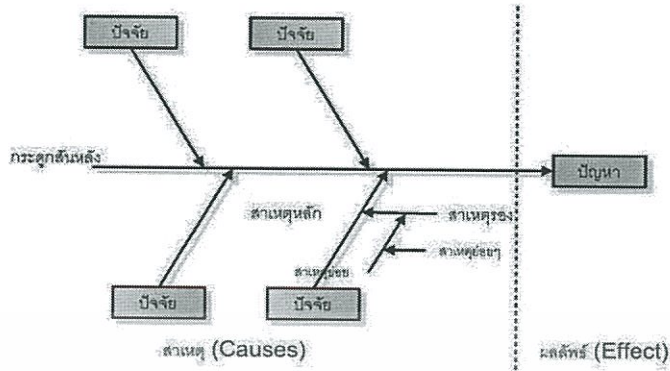 ปัจจัย
ปัจจัย
กระดูกสันหลัง
ปัญหา
สาเหตุหลัก
สาเหตุรอง
สาเหตุย่อยๆ
สาเหตุย่อย
ปัจจัย
ปัจจัย
สาเหตุ (Causes)
ผลลัพธ์ (Effect)